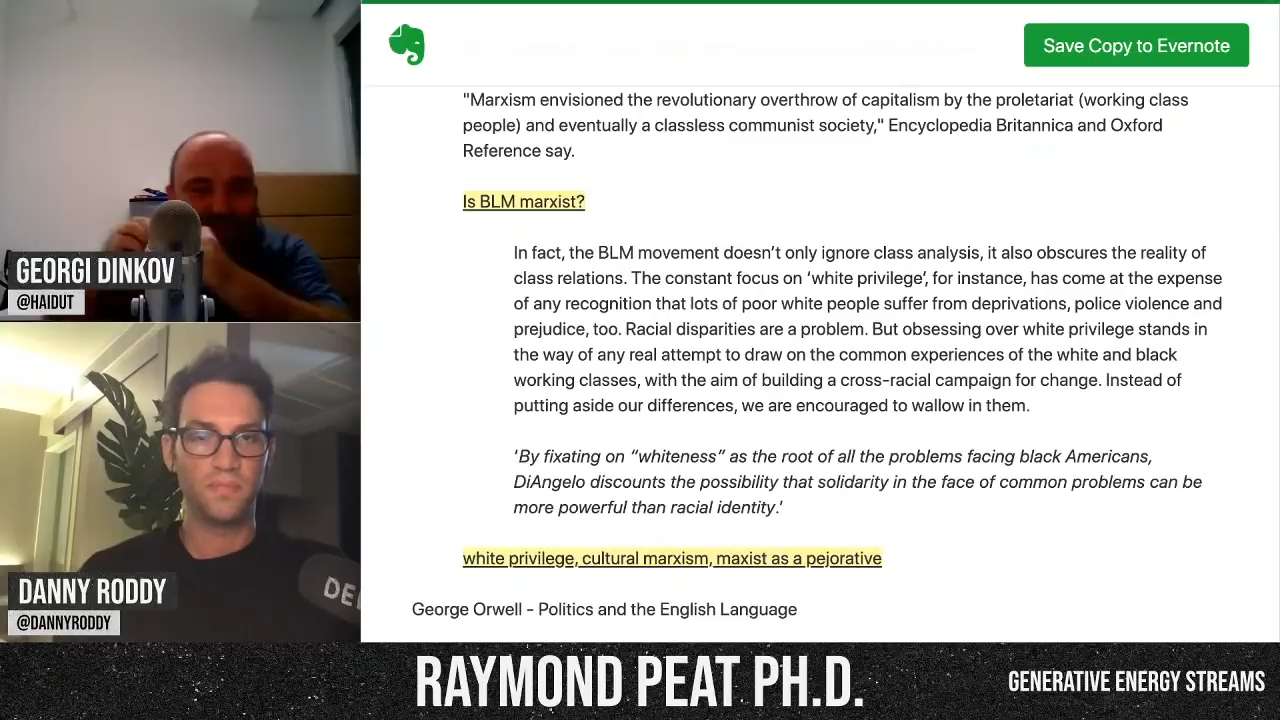 Save Copy to Evernote
"Marxism envisioned the revolutionary overthrow of capitalism by the proletariat (working class
people) and eventually a classless communist society," Encyclopedia Britannica and Oxford
Reference say.
Is BLM marxist?
In fact, the BLM movement doesn’t only ignore class analysis, it also obscures the reality of
class relations. The constant focus on ‘white privilege’, for instance, has come at the expense
of any recognition that lots of poor white people suffer from deprivations, police violence and
prejudice, too. Racial disparities are a problem. But obsessing over white privilege stands in
the way of any real attempt to draw on the common experiences of the white and black
working classes, with the aim of building a cross-racial campaign for change. Instead of
putting aside our differences, we are encouraged to wallow in them.
‘By fixating on “whiteness” as the root of all the problems facing black Americans,
DiAngelo discounts the possibility that solidarity in the face of common problems can be
more powerful than racial identity.’
white privilege, cultural marxism, maxist as a pejorative
George Orwell - Politics and the English Language
GEORGI DINKOV
@HAIDUT
DE
DANNY RODDY
@DANNYRODDY
RAYMOND PEAT PH.D.
GENERATIVE ENERGY STREAMS